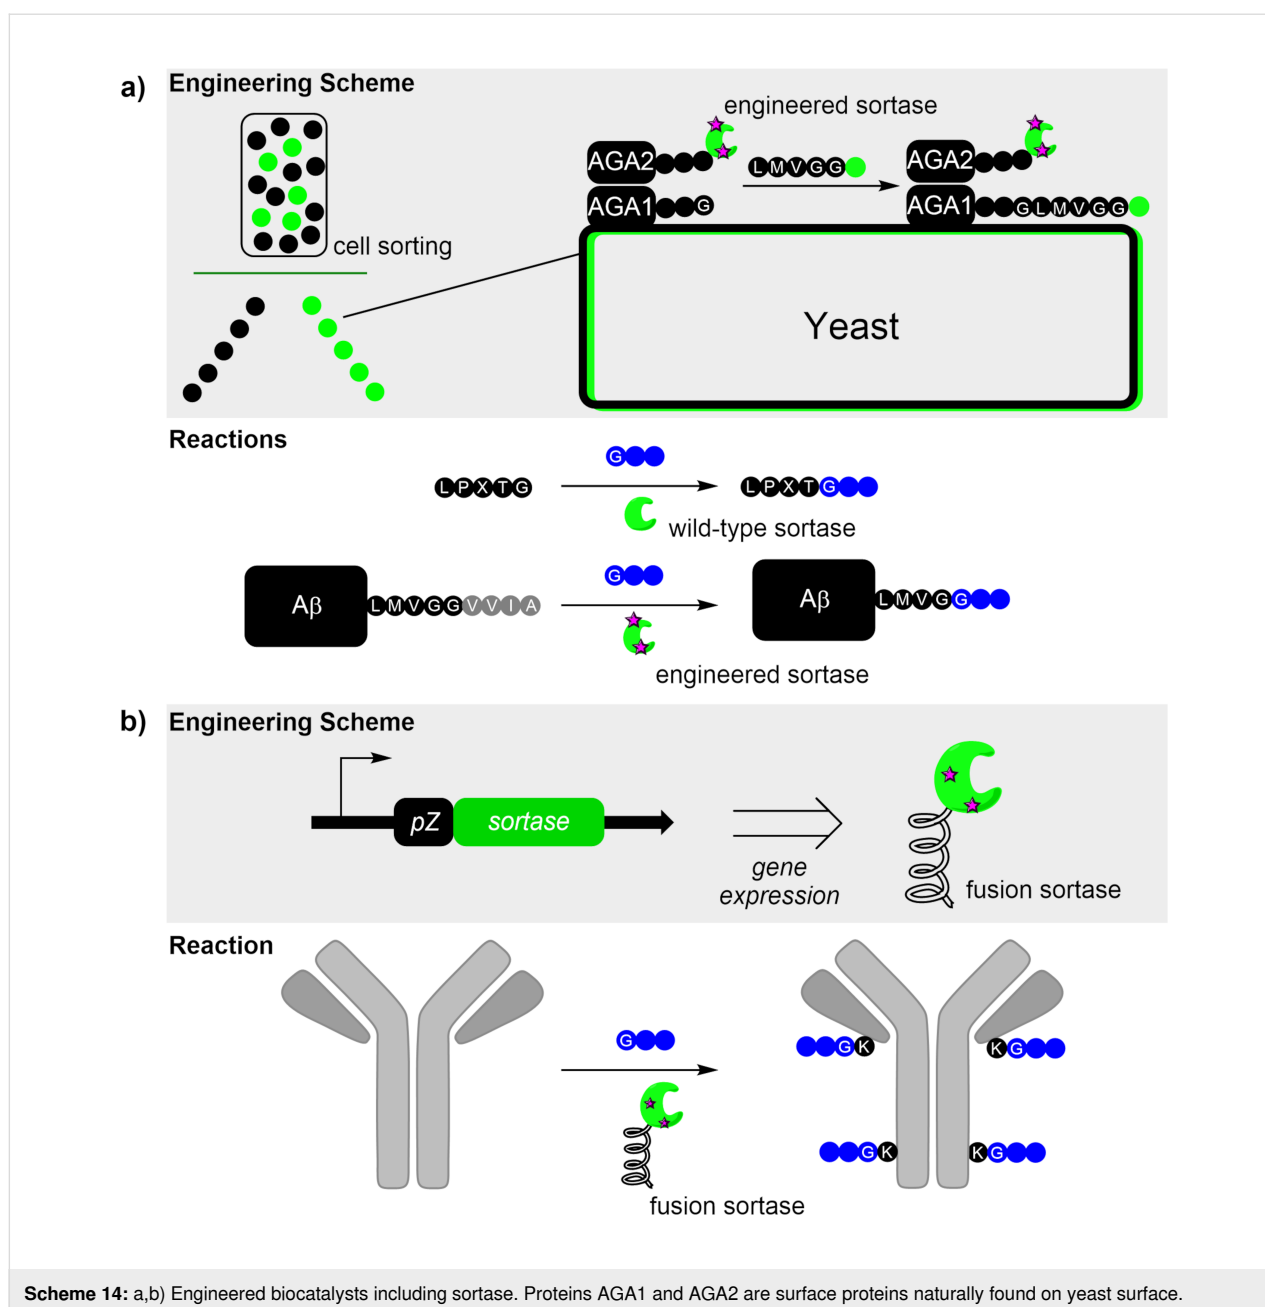 a)
Engineering Scheme
engineered sortase
AGA2
LMVGG
AGA2
AGA1
G
AGA1
GLMVGG
cell sorting
Yeast
Reactions
G
LPXTG
LPXTG
wild-type sortase
G
Aβ
LMVGGVVIA
Aβ
LMVGG
engineered sortase
b)
Engineering Scheme
pZ
sortase
gene
expression
fusion sortase
Reaction
G
GK
KG
GK
KG
fusion sortase
Scheme 14: a,b) Engineered biocatalysts including sortase. Proteins AGA1 and AGA2 are surface proteins naturally found on yeast surface.